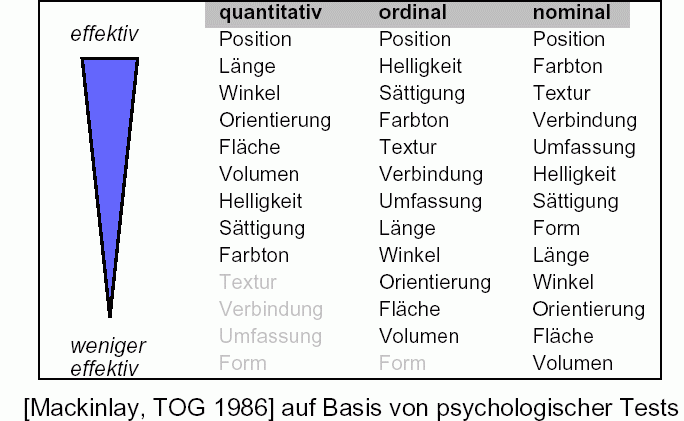 quantitativ ordinal nominal
effektiv
Position Position Position
Länge Helligkeit Farbton
Winkel Sättigung Textur
Orientierung Farbton Verbindung
Fläche Textur Umfassung
Volumen Verbindung Helligkeit
Helligkeit Umfassung Sättigung
Sättigung Länge Form
Farbton Winkel Länge
Textur Orientierung Winkel
Verbindung Fläche Orientierung
Umfassung Volumen Fläche
Form Form Volumen
weniger
effektiv
[Mackinlay, TOG 1986] auf Basis von psychologischer Tests